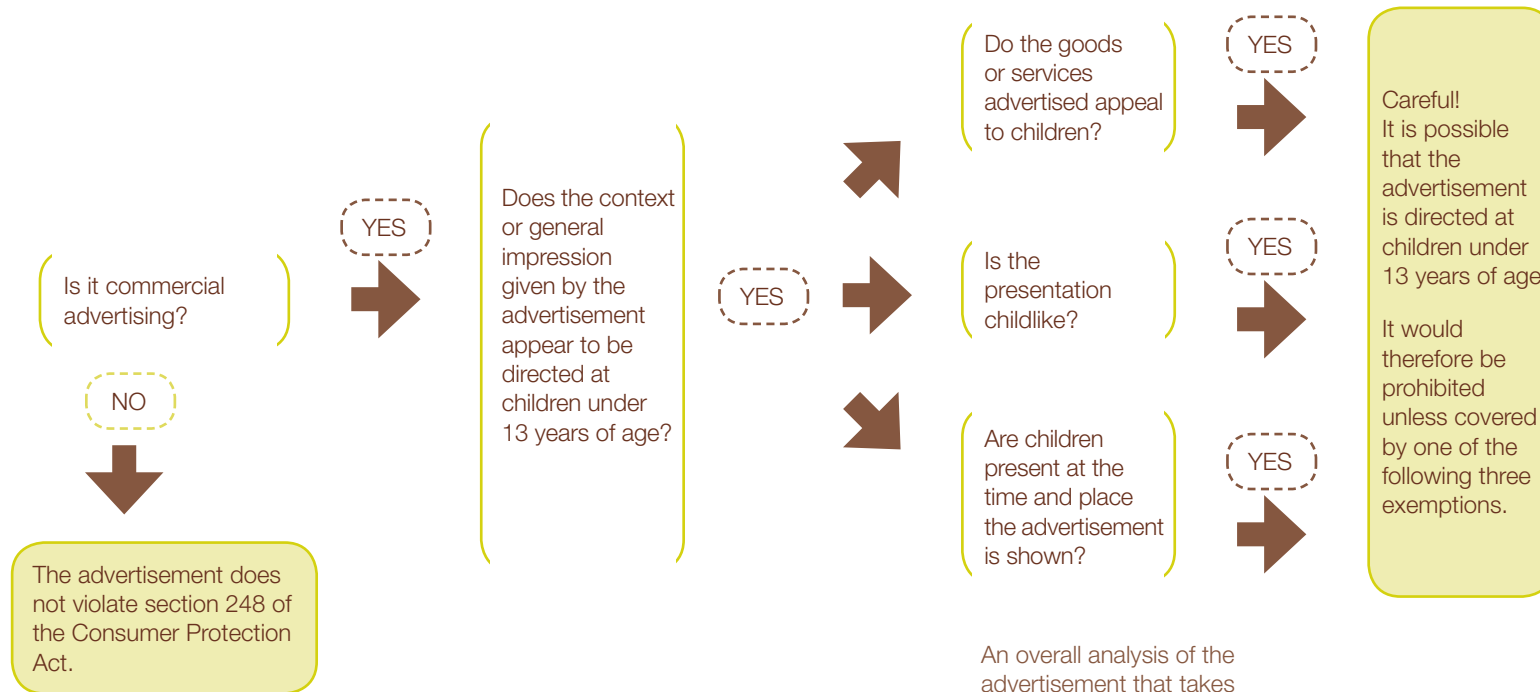 Is it commercial
advertising?
NO
The advertisement does
not violate section 248 of
the Consumer Protection
Act.
YES
Does the context
or general
impression
given by the
advertisement
appear to be
directed at
children under
13 years of age?
YES
Do the goods
or services
advertised appeal
to children?
YES
Is the
presentation
childlike?
YES
Are children
present at the
time and place
the advertisement
is shown?
YES
An overall analysis of the
advertisement that takes
Careful!
It is possible
that the
advertisement
is directed at
children under
13 years of age
It would
therefore be
prohibited
unless covered
by one of the
following three
exemptions.